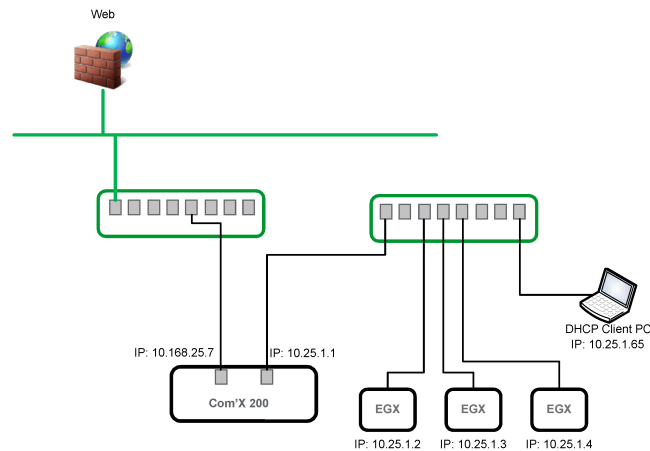 Web
DHCP Client PC
IP: 10.25.1.65
IP: 10.168.25.7
IP: 10.25.1.1
Com'X 200
EGX
EGX
EGX
IP: 10.25.1.2
IP: 10.25.1.3
IP: 10.25.1.4